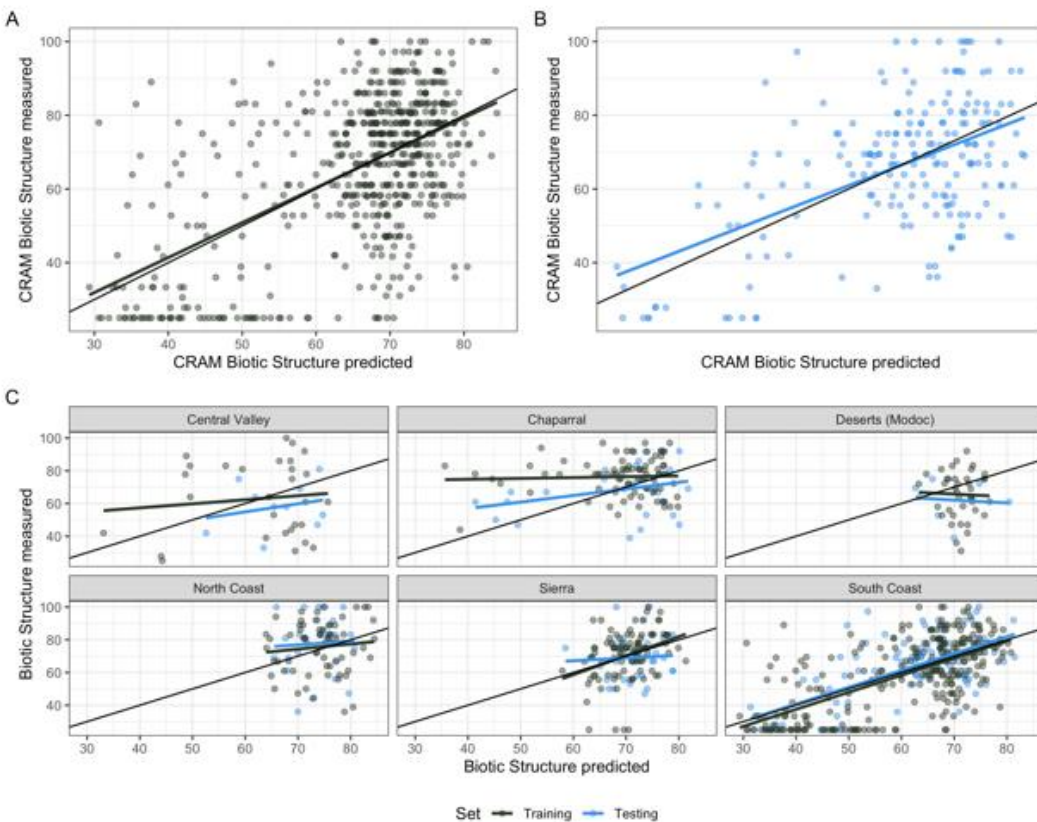 A
B
100
80
60
40
CRAM Biotic Structure measured
30 40 50 60 70 80
CRAM Biotic Structure predicted
100
80
60
40
CRAM Biotic Structure measured
CRAM Biotic Structure predicted
C
Central Valley
Chaparral
Deserts (Modoc)
100
80
60
40
North Coast
Sierra
South Coast
100
80
60
40
Biotic Structure measured
30 40 50 60 70 80
30 40 50 60 70 80
30 40 50 60 70 80
Biotic Structure predicted
Set Training Testing